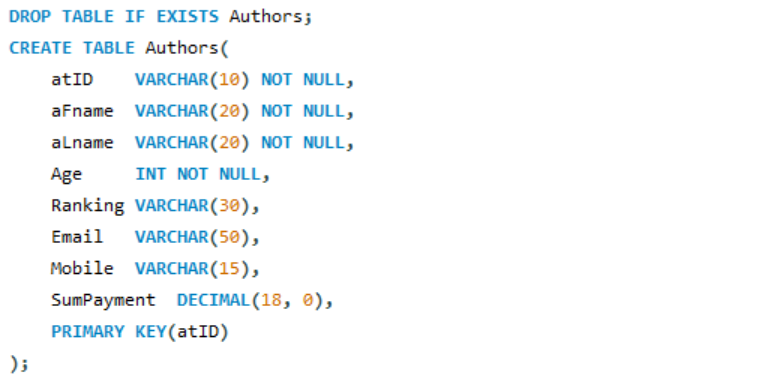 DROP TABLE IF EXISTS Authors;
CREATE TABLE Authors(
    atID    VARCHAR(10) NOT NULL,
    aFname  VARCHAR(20) NOT NULL,
    aLname  VARCHAR(20) NOT NULL,
    Age     INT NOT NULL,
    Ranking VARCHAR(30),
    Email   VARCHAR(50),
    Mobile  VARCHAR(15),
    SumPayment  DECIMAL(18, 0),
    PRIMARY KEY(atID)
);